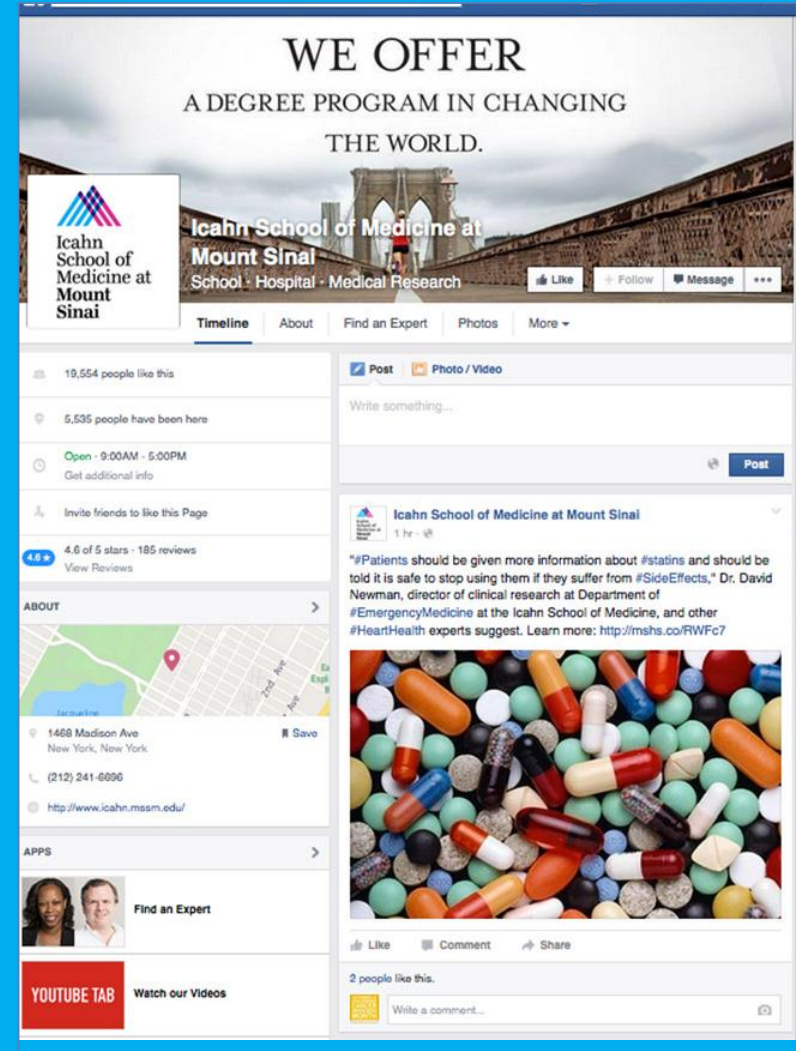 WE OFFER
A DEGREE PROGRAM IN CHANGING
THE WORLD.
Icahn
School of
Medicine at
Mount
Sinai
Icahn School of Medicine at
Mount Sinai
School · Hospital · Medical Research
Like
Follow
Message
Timeline
About
Find an Expert
Photos
More
19,554 people like this
5,535 people have been here
Open · 9:00AM - 5:00PM
Get additional info
Invite friends to like this Page
4.6 ★
4.6 of 5 stars · 185 reviews
View Reviews
ABOUT
2nd Ave
1468 Madison Ave
New York, New York
Save
(212) 241-6696
http://www.icahn.mssm.edu/
APPS
Find an Expert
YOUTUBE TAB
Watch our Videos
Post
Photo / Video
Write something...
Post
Icahn School of Medicine at Mount Sinai
1 hr ·
"#Patients should be given more information about #statins and should be
told it is safe to stop using them if they suffer from #SideEffects," Dr. David
Newman, director of clinical research at Department of
#EmergencyMedicine at the Icahn School of Medicine, and other
#HeartHealth experts suggest. Learn more: http://mshs.co/RWFc7
Like
Comment
Share
2 people like this.
Write a comment...